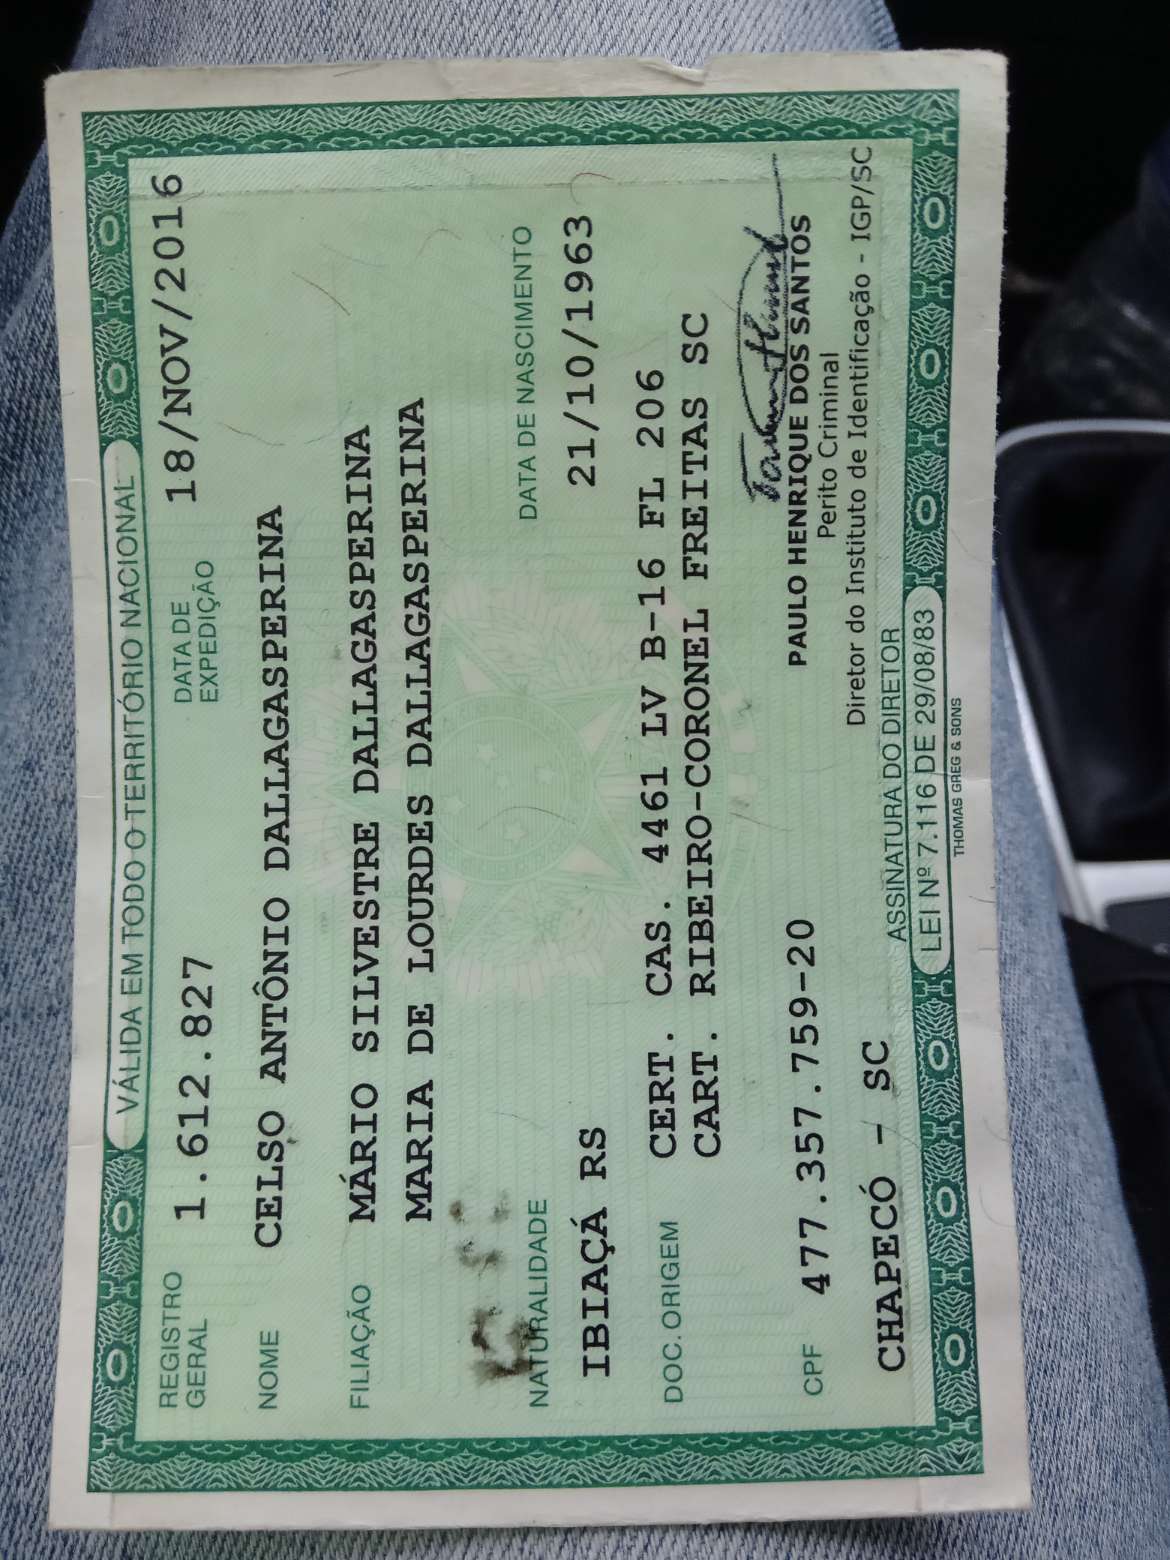 VÁLIDA EM TODO O TERRITÓRIO NACIONAL
REGISTRO GERAL 1.612.827 DATA DE EXPEDIÇÃO 18/NOV/2016
NOME CELSO ANTÔNIO DALLAGASPERINA
FILIAÇÃO MÁRIO SILVESTRE DALLAGASPERINA
MARIA DE LOURDES DALLAGASPERINA
NATURALIDADE DATA DE NASCIMENTO
IBIAÇÁ RS 21/10/1963
DOC. ORIGEM CERT. CAS. 4461 LV B-16 FL 206
CART. RIBEIRO-CORONEL FREITAS SC
CPF 477.357.759-20
PAULO HENRIQUE DOS SANTOS
Perito Criminal
Diretor do Instituto de Identificação - IGP/SC
CHAPECÓ - SC
ASSINATURA DO DIRETOR
LEI Nº 7.116 DE 29/08/83
THOMAS GREG & SONS